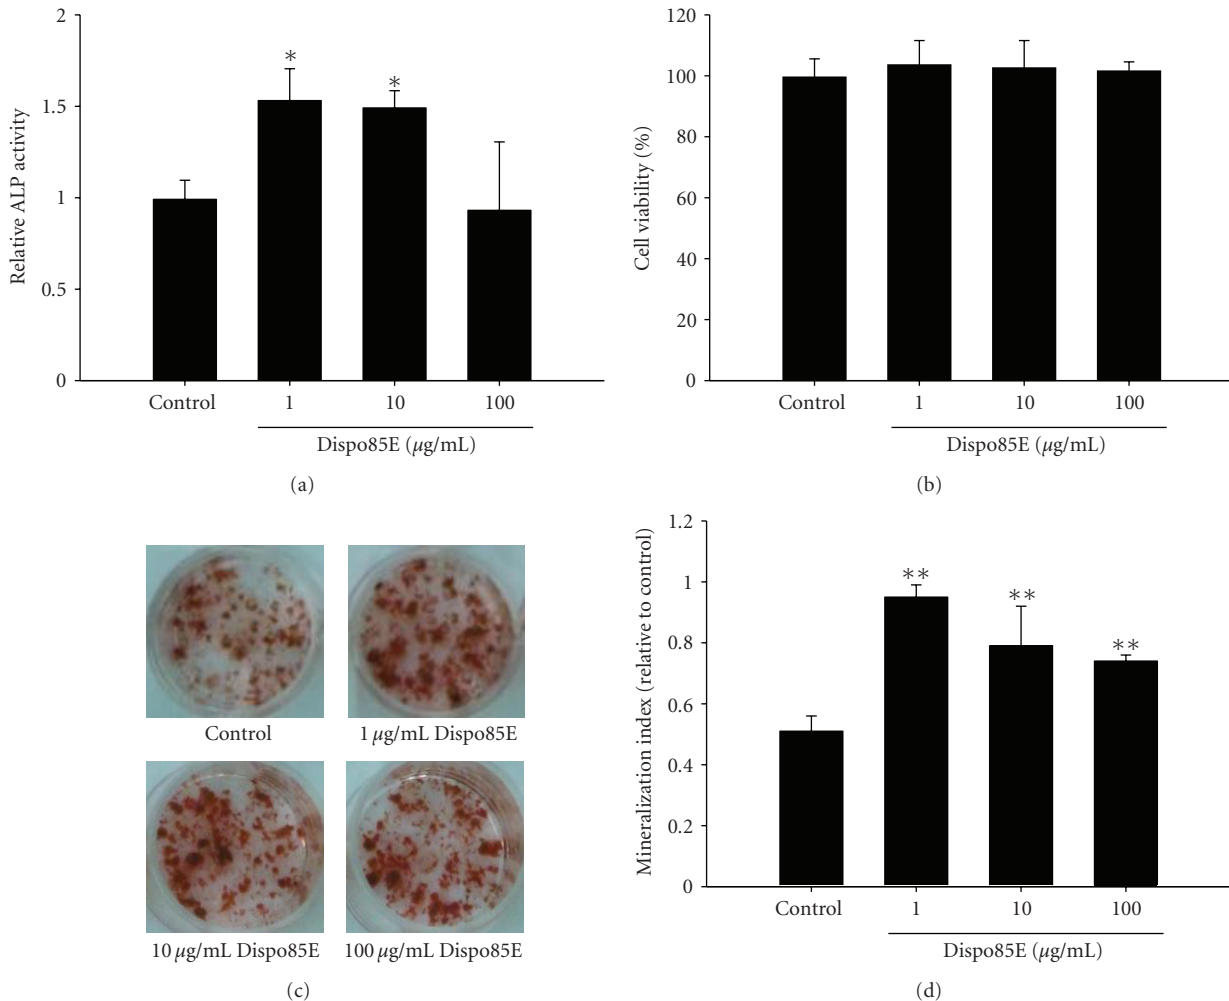 2
1.5
1
0.5
0
Relative ALP activity
*
*
Control
1
10
100
Dispo85E (μg/mL)
(a)
120
100
80
60
40
20
0
Cell viability (%)
Control
1
10
100
Dispo85E (μg/mL)
(b)
Control
1 μg/mL Dispo85E
10 μg/mL Dispo85E
100 μg/mL Dispo85E
(c)
1.2
1
0.8
0.6
0.4
0.2
0
Mineralization index (relative to control)
**
**
**
Control
1
10
100
Dispo85E (μg/mL)
(d)